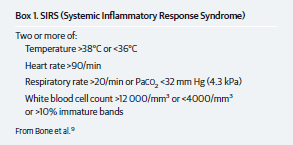 Box 1. SIRS (Systemic Inflammatory Response Syndrome)
Two or more of:
Temperature >38°C or <36°C
Heart rate >90/min
Respiratory rate >20/min or PaCO₂ <32 mm Hg (4.3 kPa)
White blood cell count >12 000/mm³ or <4000/mm³
or >10% immature bands
From Bone et al.⁹